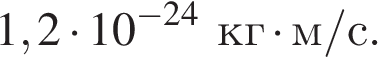 1,2 · 10⁻²⁴ кг · м/с.